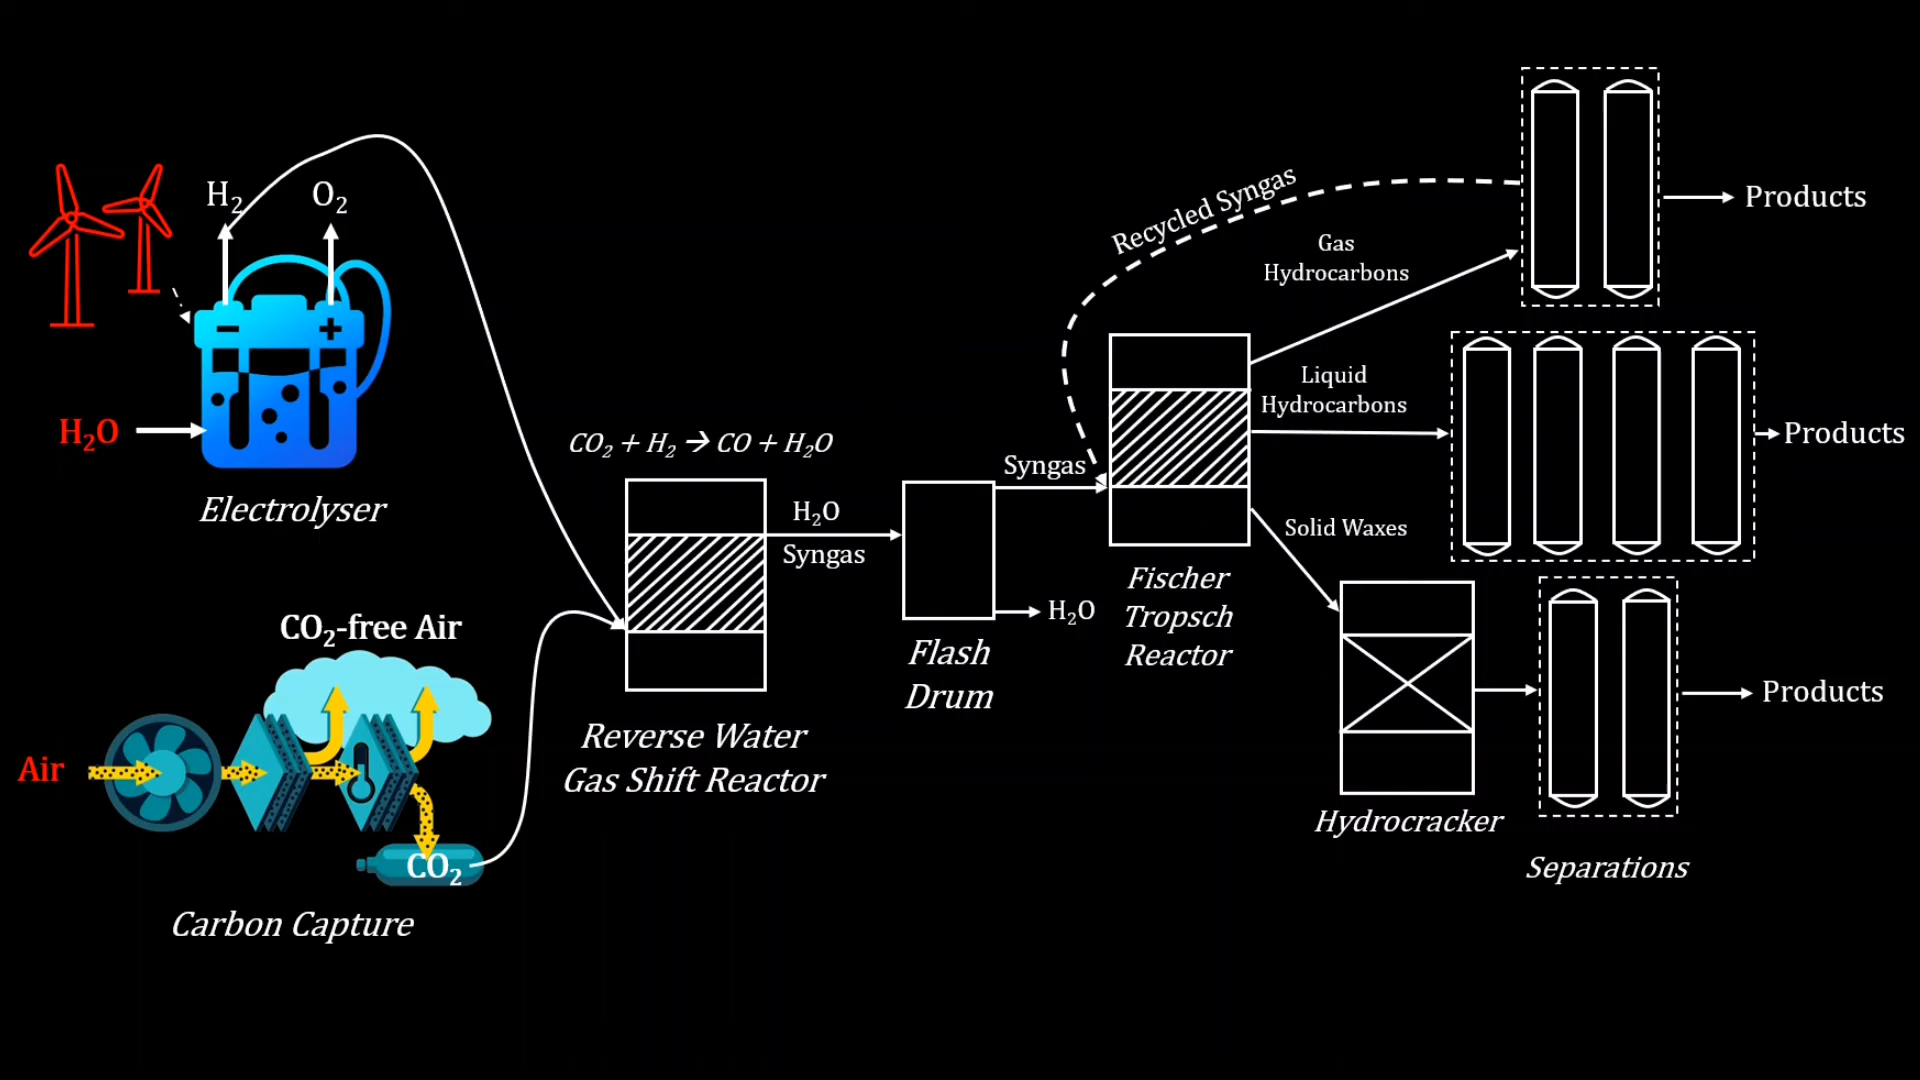 H₂
O₂
−
+
H₂O
Electrolyser
CO₂-free Air
Air
CO₂
Carbon Capture
CO₂ + H₂ → CO + H₂O
Reverse Water
Gas Shift Reactor
H₂O
Syngas
Flash
Drum
H₂O
Syngas
Recycled Syngas
Fischer
Tropsch
Reactor
Gas
Hydrocarbons
Liquid
Hydrocarbons
Solid Waxes
Hydrocracker
Separations
Products
Products
Products